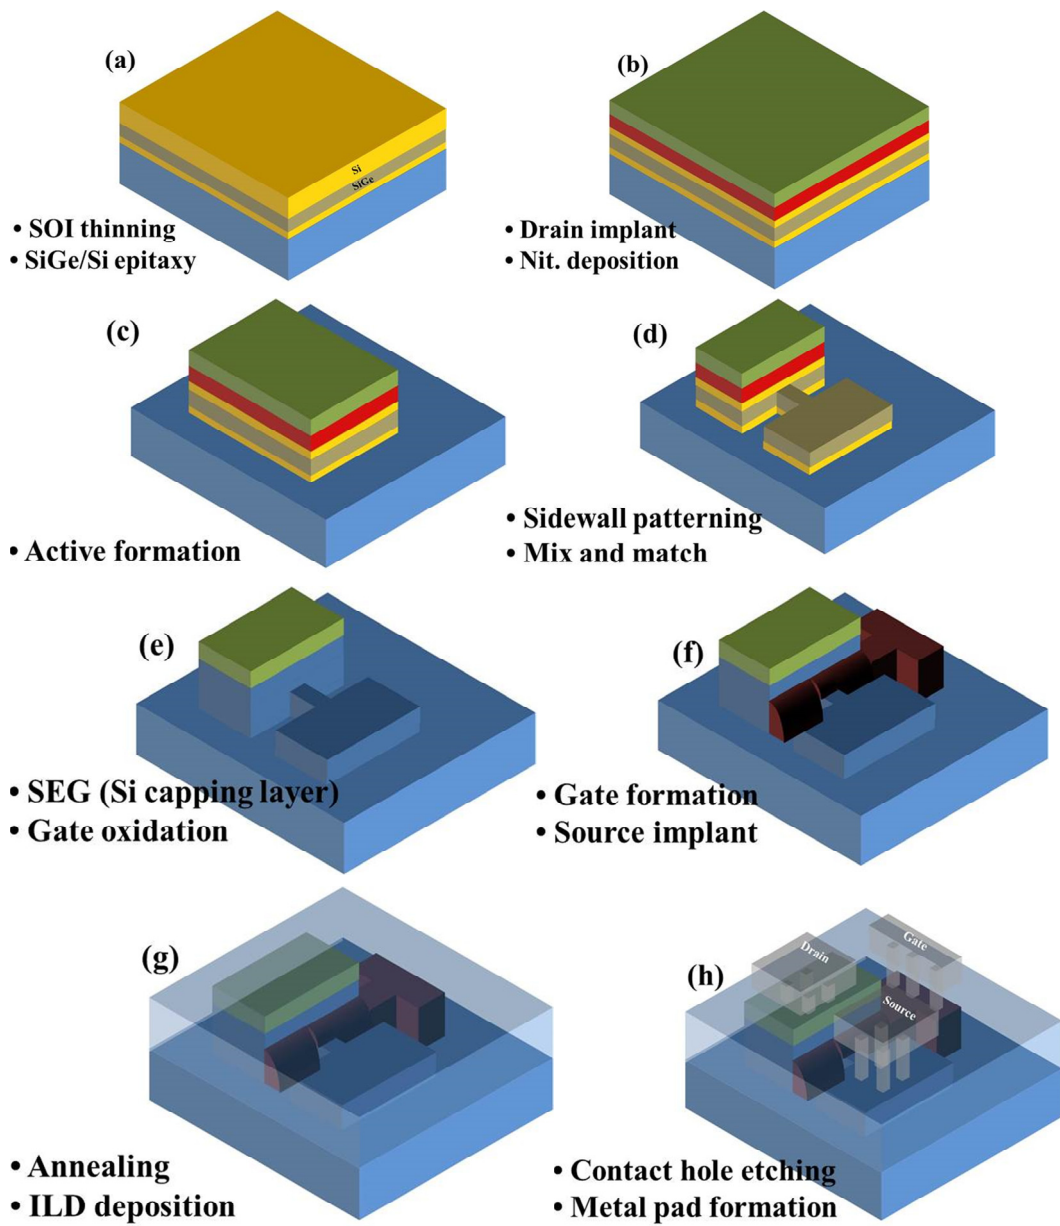 (a)
Si
SiGe
• SOI thinning
• SiGe/Si epitaxy
(b)
• Drain implant
• Nit. deposition
(c)
• Active formation
(d)
• Sidewall patterning
• Mix and match
(e)
• SEG (Si capping layer)
• Gate oxidation
(f)
• Gate formation
• Source implant
(g)
• Annealing
• ILD deposition
(h)
Drain
Gate
Source
• Contact hole etching
• Metal pad formation